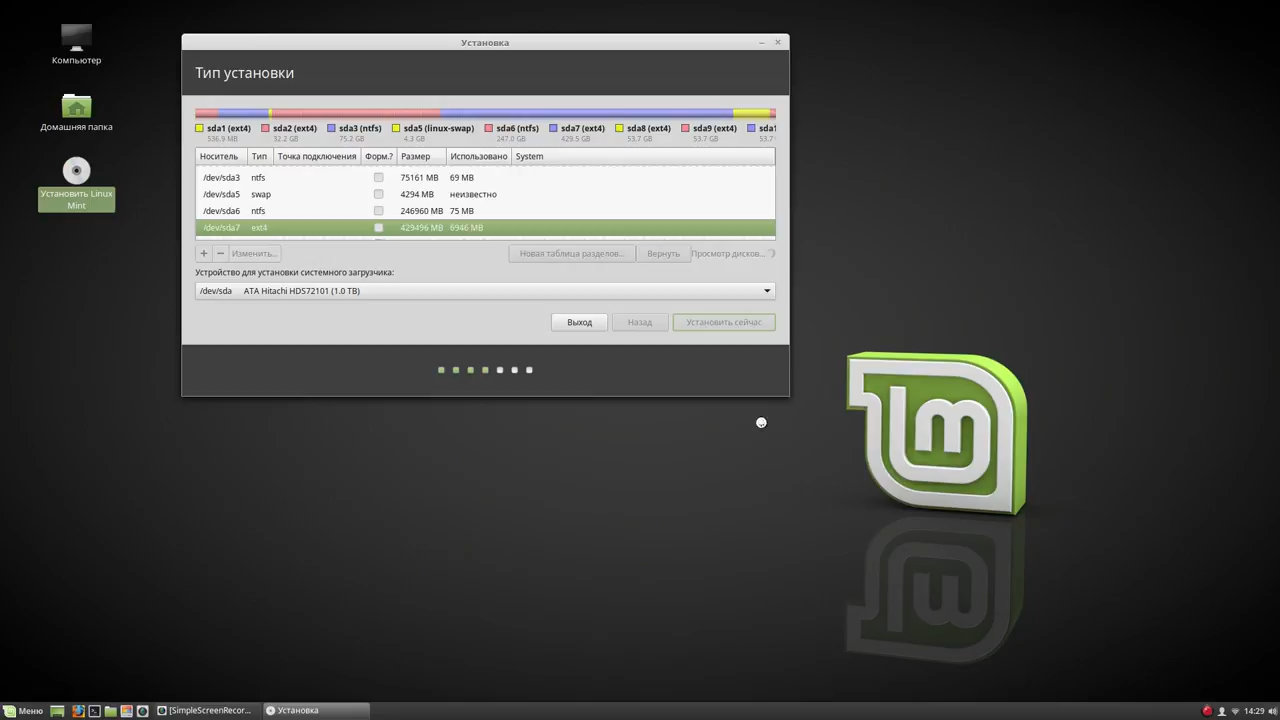 Компьютер
Домашняя папка
Установить Linux
Mint
Установка
Тип установки
sda1 (ext4) sda2 (ext4) sda3 (ntfs) sda5 (linux-swap) sda6 (ntfs) sda7 (ext4) sda8 (ext4) sda9 (ext4) sda1
536.9 MB 32.2 GB 75.2 GB 4.3 GB 247.0 GB 429.5 GB 53.7 GB 53.7 GB 53.7
Носитель Тип Точка подключения Форм.? Размер Использовано System
/dev/sda3 ntfs 75161 MB 69 MB
/dev/sda5 swap 4294 MB неизвестно
/dev/sda6 ntfs 246960 MB 75 MB
/dev/sda7 ext4 429496 MB 6946 MB
+ − Изменить... Новая таблица разделов... Вернуть Просмотр дисков...
Устройство для установки системного загрузчика:
/dev/sda ATA Hitachi HDS72101 (1.0 TB)
Выход Назад Установить сейчас
Меню [SimpleScreenRecor... Установка 14:29